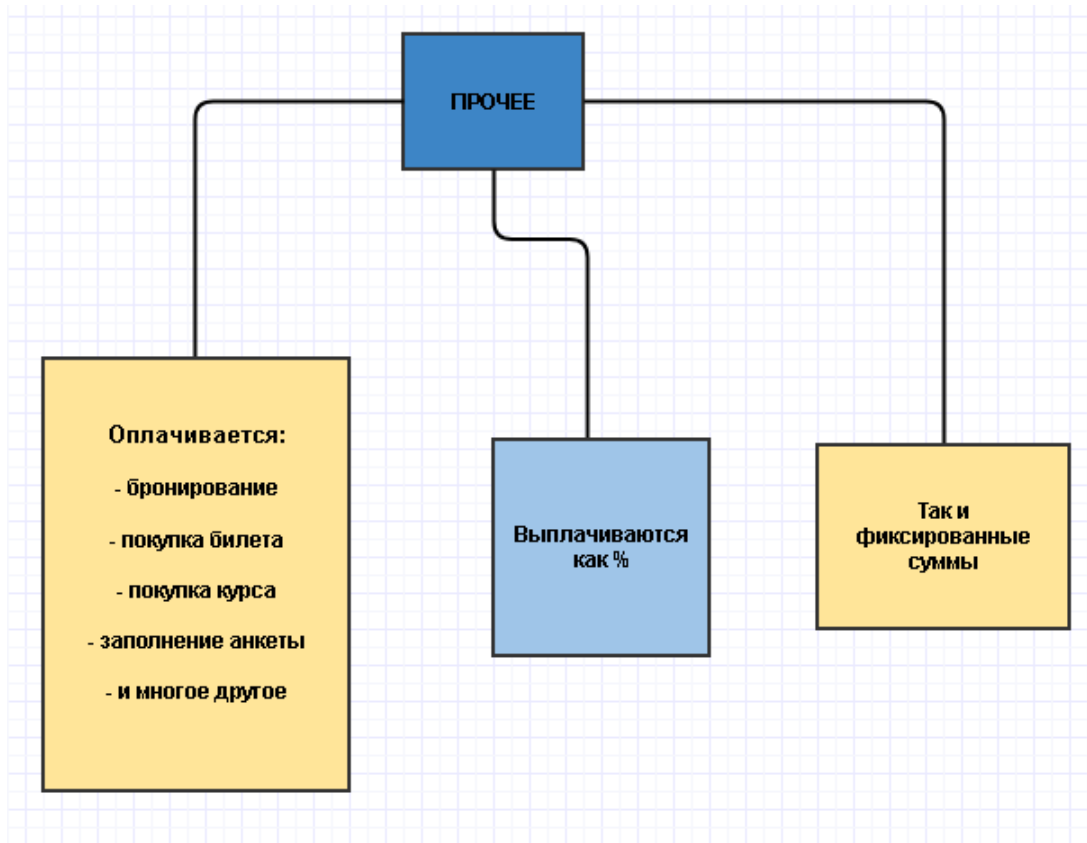 ПРОЧЕЕ
Оплачивается:
- бронирование
- покупка билета
- покупка курса
- заполнение анкеты
- и многое другое
Выплачиваются
как %
Так и
фиксированные
суммы